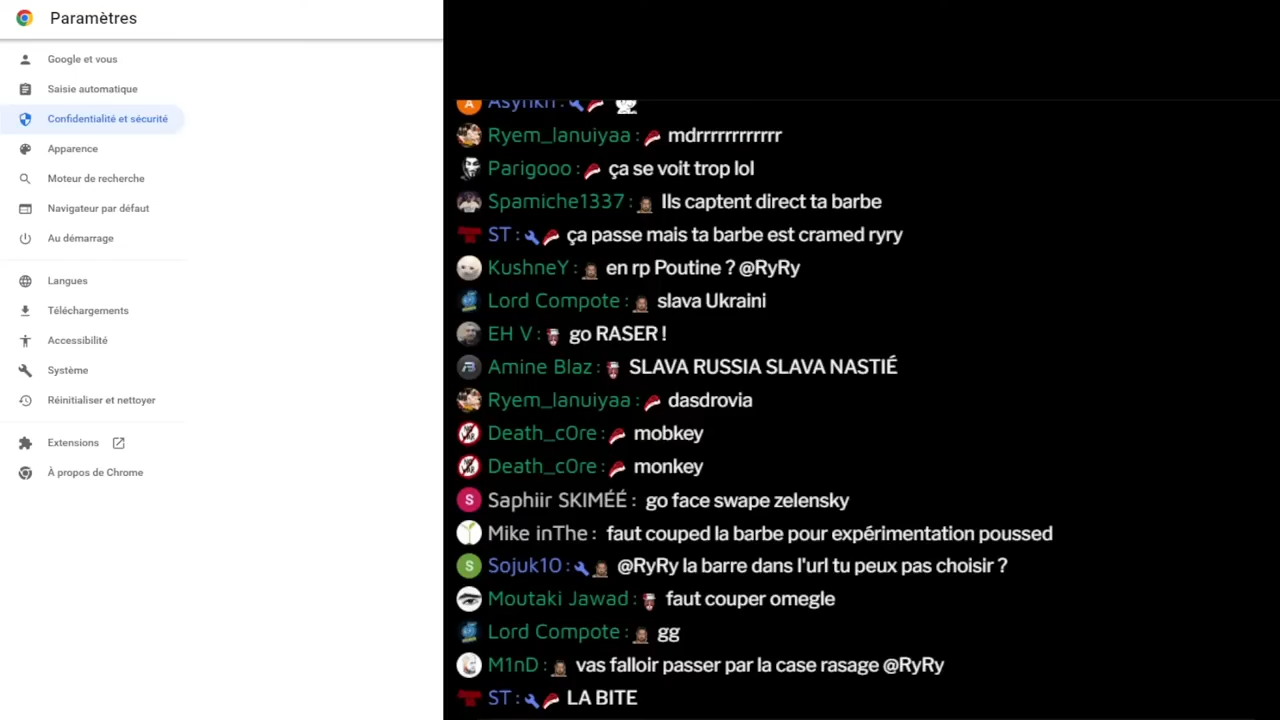 Paramètres
Google et vous
Saisie automatique
Confidentialité et sécurité
Apparence
Moteur de recherche
Navigateur par défaut
Au démarrage
Langues
Téléchargements
Accessibilité
Système
Réinitialiser et nettoyer
Extensions
À propos de Chrome
A Asynkh :
Ryem_lanuiyaa : mdrrrrrrrrrrr
Parigooo : ça se voit trop lol
Spamiche1337 : Ils captent direct ta barbe
ST : ça passe mais ta barbe est cramed ryry
KushneY : en rp Poutine ? @RyRy
Lord Compote : slava Ukraini
EH V : go RASER !
Amine Blaz : SLAVA RUSSIA SLAVA NASTIÉ
Ryem_lanuiyaa : dasdrovia
Death_c0re : mobkey
Death_c0re : monkey
S Saphiir SKIMÉÉ : go face swape zelensky
Mike inThe : faut couped la barbe pour expérimentation poussed
S Sojuk10 : @RyRy la barre dans l'url tu peux pas choisir ?
Moutaki Jawad : faut couper omegle
Lord Compote : gg
M1nD : vas falloir passer par la case rasage @RyRy
ST : LA BITE